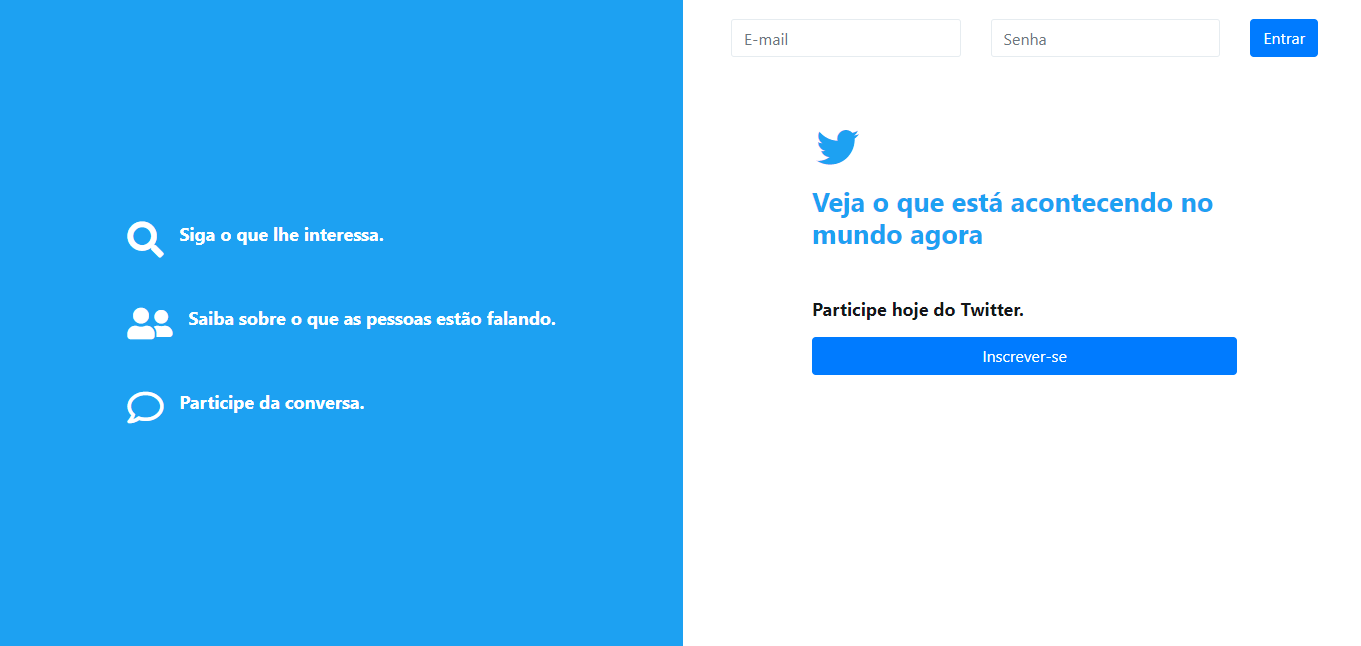 Siga o que lhe interessa.
Saiba sobre o que as pessoas estão falando.
Participe da conversa.
E-mail
Senha
Entrar
Veja o que está acontecendo no
mundo agora
Participe hoje do Twitter.
Inscrever-se